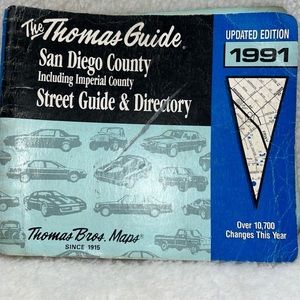 The Thomas Guide®
San Diego County
Including Imperial County
Street Guide & Directory
UPDATED EDITION
1991
Over 10,700
Changes This Year
Thomas Bros. Maps®
SINCE 1915